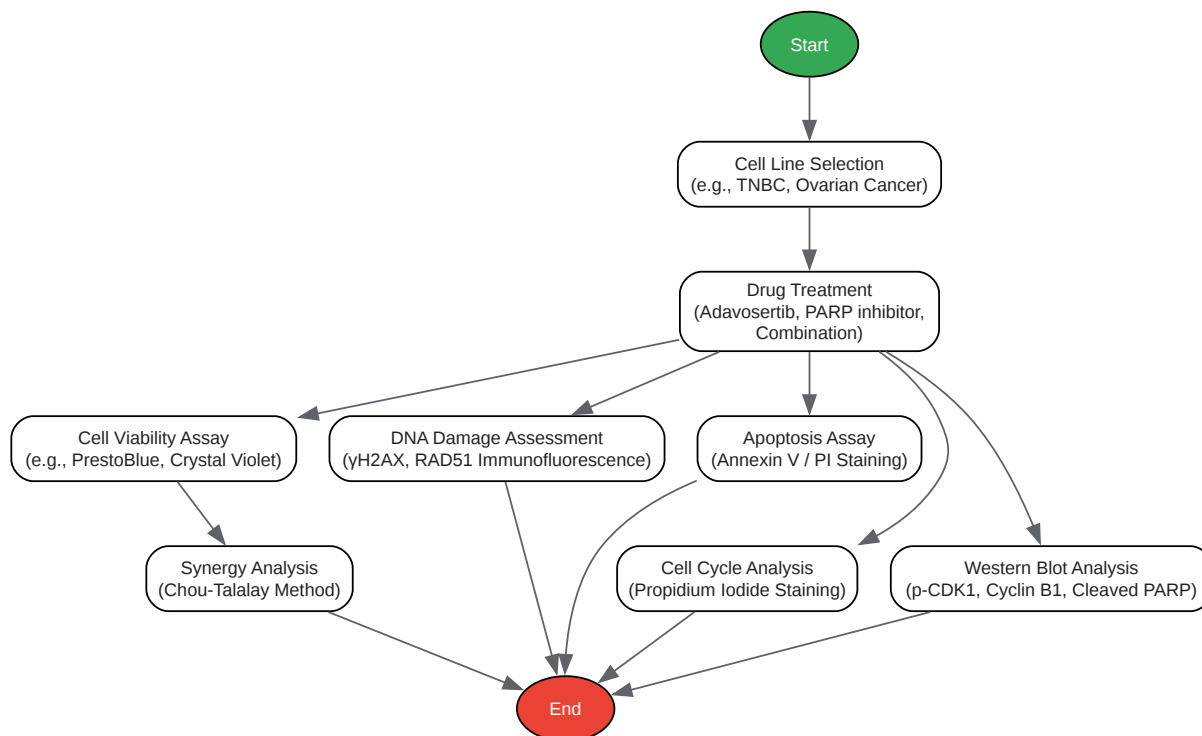 Start
Cell Line Selection
(e.g., TNBC, Ovarian Cancer)
Drug Treatment
(Adavosertib, PARP inhibitor,
Combination)
Cell Viability Assay
(e.g., PrestoBlue, Crystal Violet)
DNA Damage Assessment
(γH2AX, RAD51 Immunofluorescence)
Apoptosis Assay
(Annexin V / PI Staining)
Synergy Analysis
(Chou-Talalay Method)
Cell Cycle Analysis
(Propidium Iodide Staining)
Western Blot Analysis
(p-CDK1, Cyclin B1, Cleaved PARP)
End